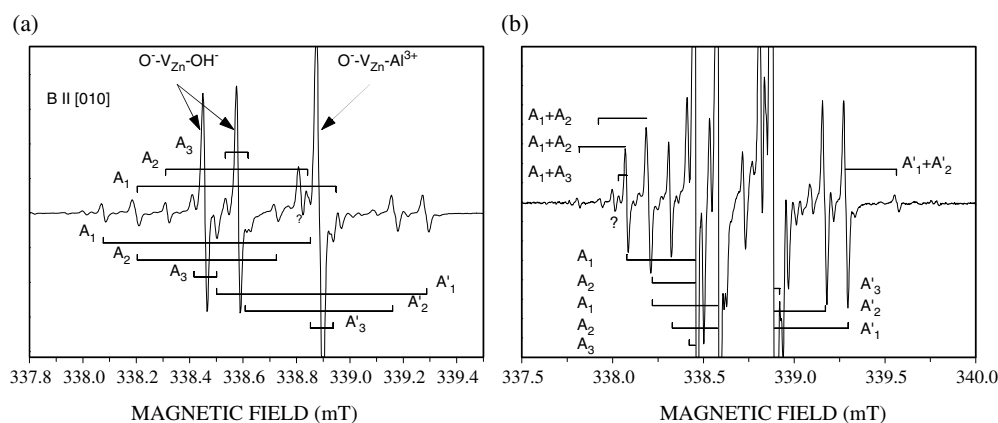 (a)
O⁻-V_Zn-OH⁻
O⁻-V_Zn-Al³⁺
B II [010]
A₃
A₂
A₁
?
A₁
A₂
A₃
A'₁
A'₂
A'₃
337.8 338.0 338.2 338.4 338.6 338.8 339.0 339.2 339.4
MAGNETIC FIELD (mT)
(b)
A₁+A₂
A₁+A₂
A₁+A₃
A'₁+A'₂
?
A₁
A₂
A₁
A₂
A₃
A'₃
A'₂
A'₁
337.5 338.0 338.5 339.0 339.5 340.0
MAGNETIC FIELD (mT)